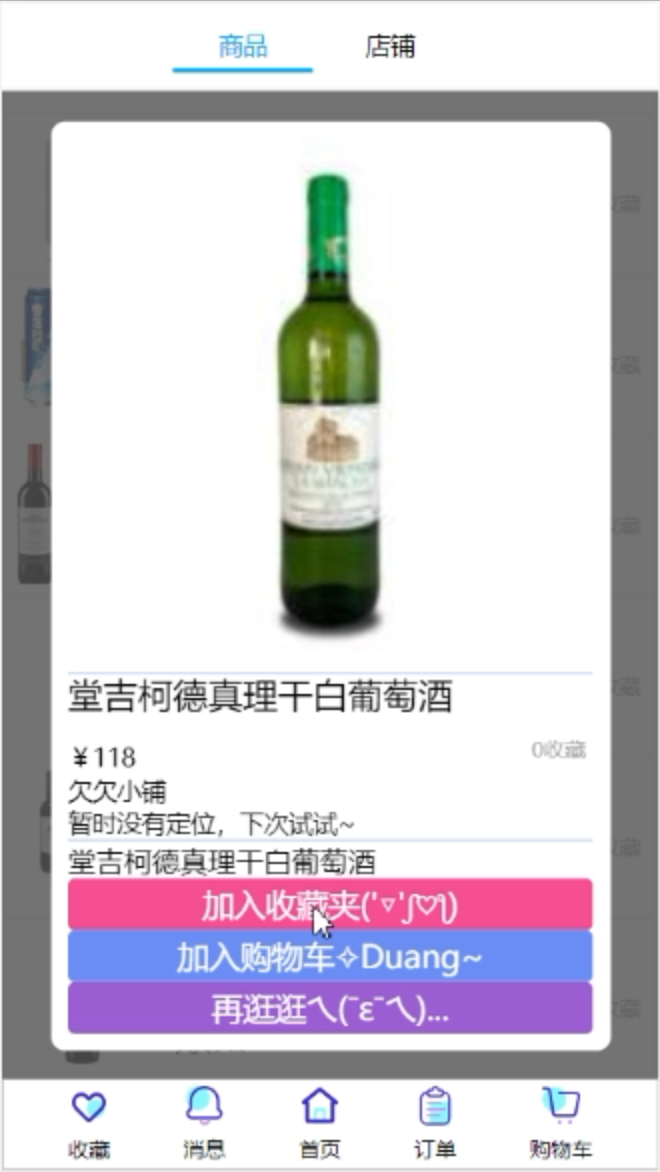 商品 店铺
堂吉柯德真理干白葡萄酒
￥118
0收藏
欠欠小铺
暂时没有定位，下次试试~
堂吉柯德真理干白葡萄酒
加入收藏夹('▿'ʃ♡ƪ)
加入购物车✧Duang~
再逛逛乁(¯ε¯乁)...
收藏 消息 首页 订单 购物车